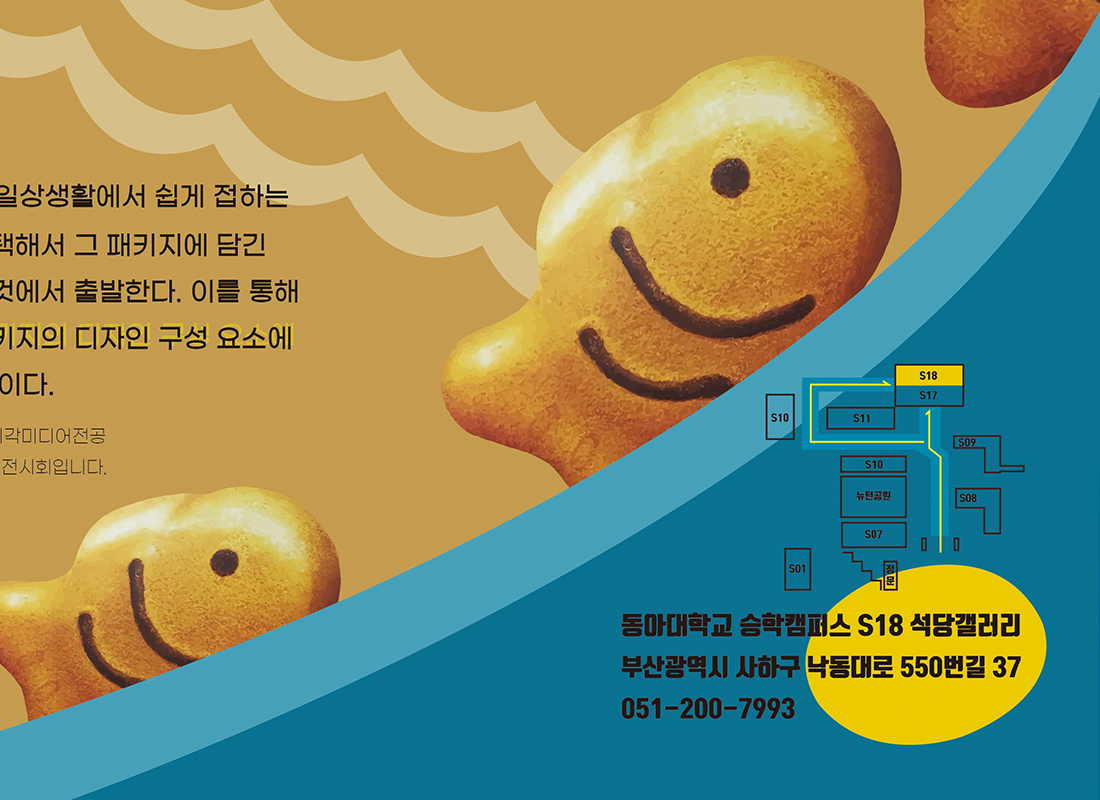 일상생활에서 쉽게 접하는
택해서 그 패키지에 담긴
것에서 출발한다. 이를 통해
키지의 디자인 구성 요소에
이다.
시각미디어전공
전시회입니다.
S18
S17
S10
S11
S09
S10
뉴턴공원
S08
S07
S01
정문
동아대학교 승학캠퍼스 S18 석당갤러리
부산광역시 사하구 낙동대로 550번길 37
051-200-7993